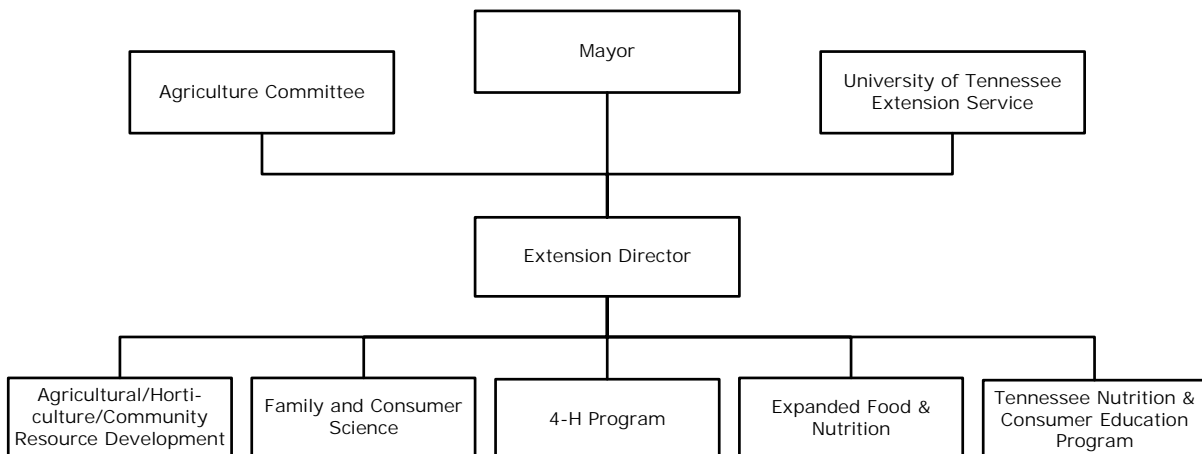 Mayor
Agriculture Committee
University of Tennessee
Extension Service
Extension Director
Agricultural/Horti-
culture/Community
Resource Development
Family and Consumer
Science
4-H Program
Expanded Food &
Nutrition
Tennessee Nutrition &
Consumer Education
Program